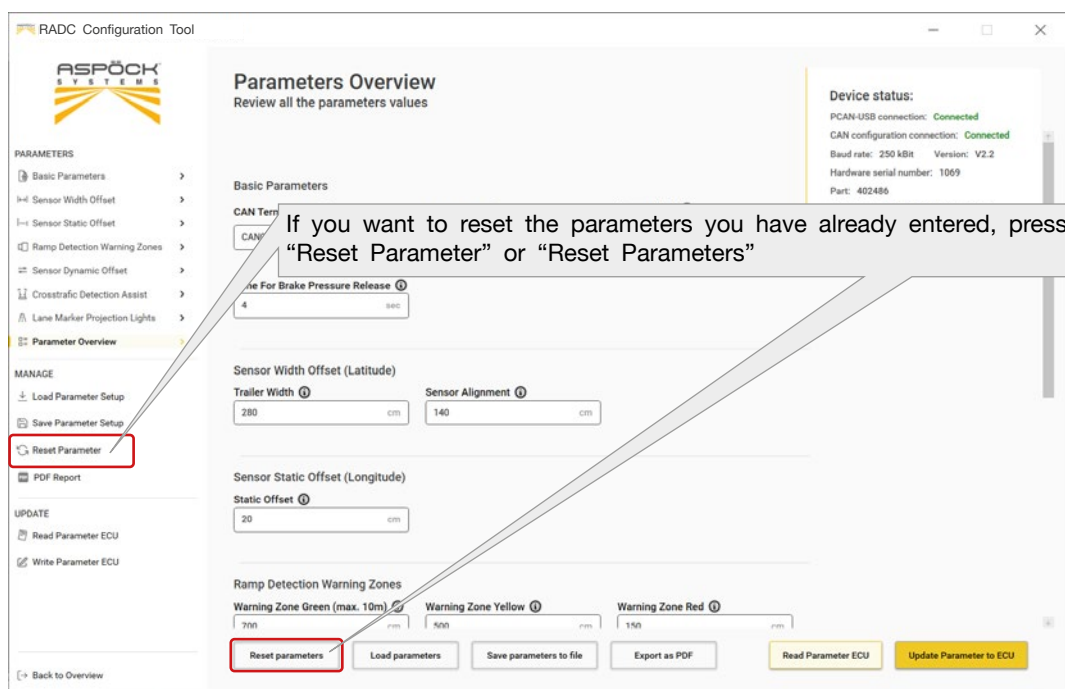 RADC Configuration Tool
ASPÖCK
SYSTEMS
PARAMETERS
Basic Parameters
Sensor Width Offset
Sensor Static Offset
Ramp Detection Warning Zones
Sensor Dynamic Offset
Crosstrafic Detection Assist
Lane Marker Projection Lights
Parameter Overview
MANAGE
Load Parameter Setup
Save Parameter Setup
Reset Parameter
PDF Report
UPDATE
Read Parameter ECU
Write Parameter ECU
Back to Overview
Parameters Overview
Review all the parameters values
Device status:
PCAN-USB connection: Connected
CAN configuration connection: Connected
Baud rate: 250 kBit Version: V2.2
Hardware serial number: 1069
Part: 402486
Basic Parameters
CAN
If you want to reset the parameters you have already entered, press
“Reset Parameter” or “Reset Parameters”
For Brake Pressure Release
4 sec
Sensor Width Offset (Latitude)
Trailer Width Sensor Alignment
280 cm 140 cm
Sensor Static Offset (Longitude)
Static Offset
20 cm
Ramp Detection Warning Zones
Warning Zone Green (max. 10m) Warning Zone Yellow Warning Zone Red
700 cm 500 cm 150 cm
Reset parameters Load parameters Save parameters to file Export as PDF Read Parameter ECU Update Parameter to ECU